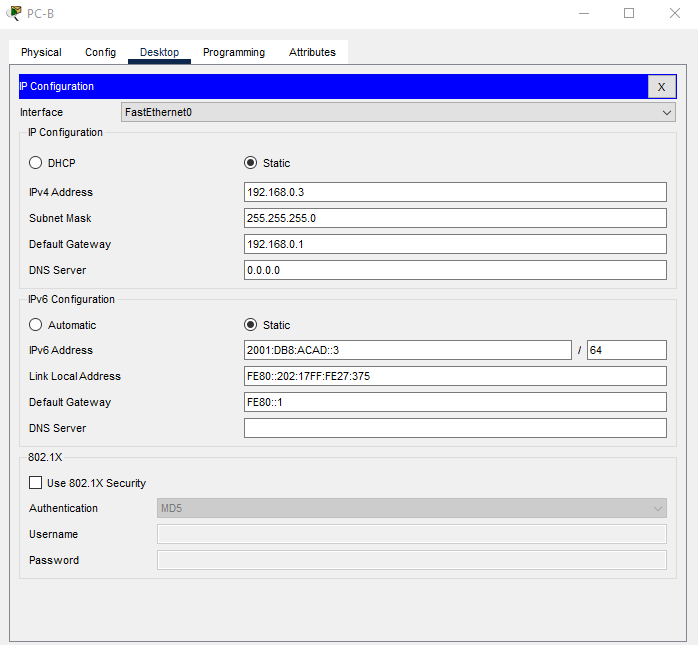 PC-B
Physical Config Desktop Programming Attributes
IP Configuration X
Interface FastEthernet0
IP Configuration
DHCP Static
IPv4 Address 192.168.0.3
Subnet Mask 255.255.255.0
Default Gateway 192.168.0.1
DNS Server 0.0.0.0
IPv6 Configuration
Automatic Static
IPv6 Address 2001:DB8:ACAD::3 / 64
Link Local Address FE80::202:17FF:FE27:375
Default Gateway FE80::1
DNS Server
802.1X
Use 802.1X Security
Authentication MD5
Username
Password